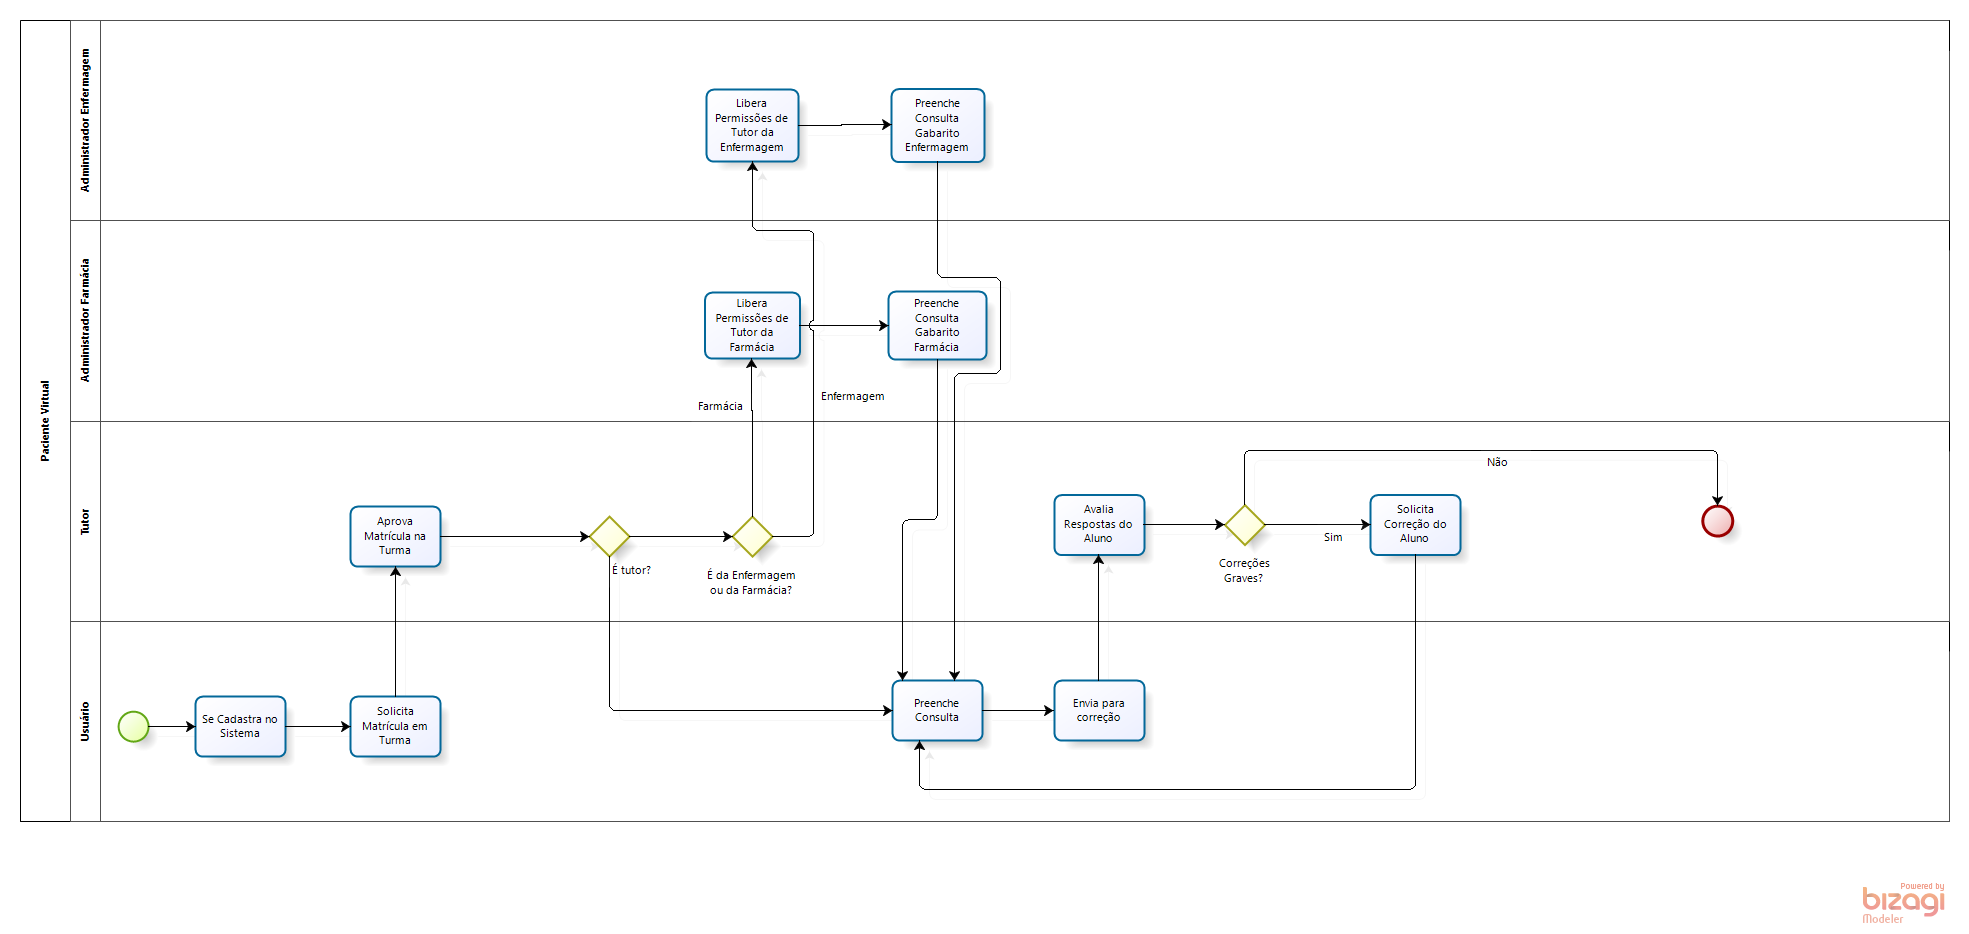 Paciente Virtual
Administrador Enfermagem
Libera
Permissões de
Tutor da
Enfermagem
Preenche
Consulta
Gabarito
Enfermagem
Administrador Farmácia
Libera
Permissões de
Tutor da
Farmácia
Preenche
Consulta
Gabarito
Farmácia
Farmácia
Enfermagem
Tutor
Aprova
Matrícula na
Turma
É tutor?
É da Enfermagem
ou da Farmácia?
Avalia
Respostas do
Aluno
Correções
Graves?
Não
Sim
Solicita
Correção do
Aluno
Usuário
Se Cadastra no
Sistema
Solicita
Matrícula em
Turma
Preenche
Consulta
Envia para
correção
Powered by
bizagi
Modeler